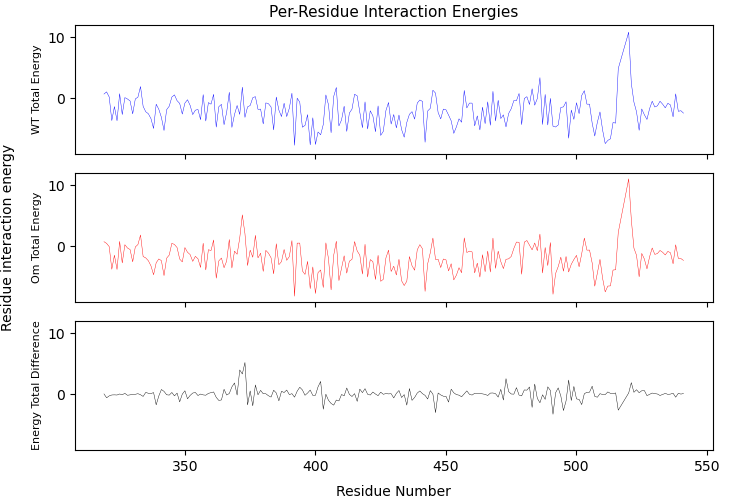 Per-Residue Interaction Energies
Residue interaction energy
WT Total Energy
10
0
Om Total Energy
10
0
Energy Total Difference
10
0
350 400 450 500 550
Residue Number